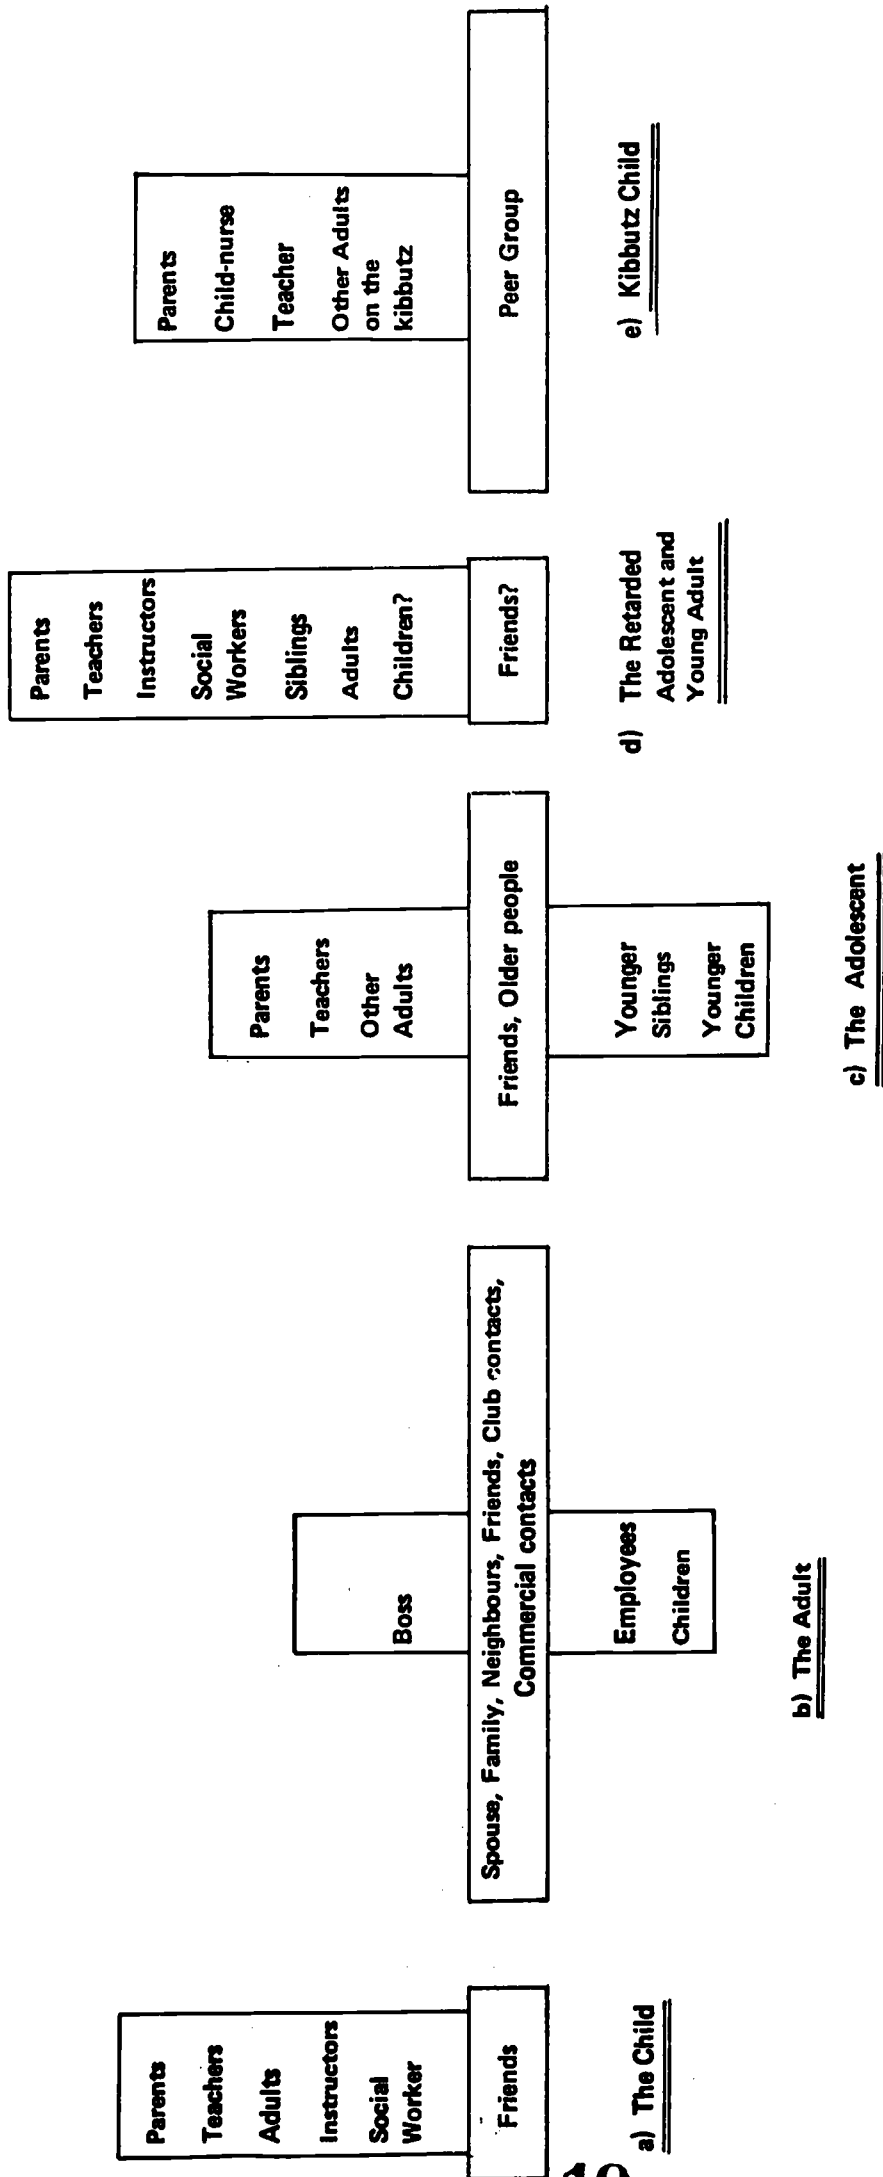 Parents
Teachers
Adults
Instructors
Social
Worker
Friends
a) The Child
Boss
Spouse, Family, Neighbours, Friends, Club contacts,
Commercial contacts
Employees
Children
b) The Adult
Parents
Teachers
Other
Adults
Friends, Older people
Younger
Siblings
Younger
Children
c) The Adolescent
Parents
Teachers
Instructors
Social
Workers
Siblings
Adults
Children?
Friends?
d) The Retarded
Adolescent and
Young Adult
Parents
Child-nurse
Teacher
Other Adults
on the
kibbutz
Peer Group
e) Kibbutz Child